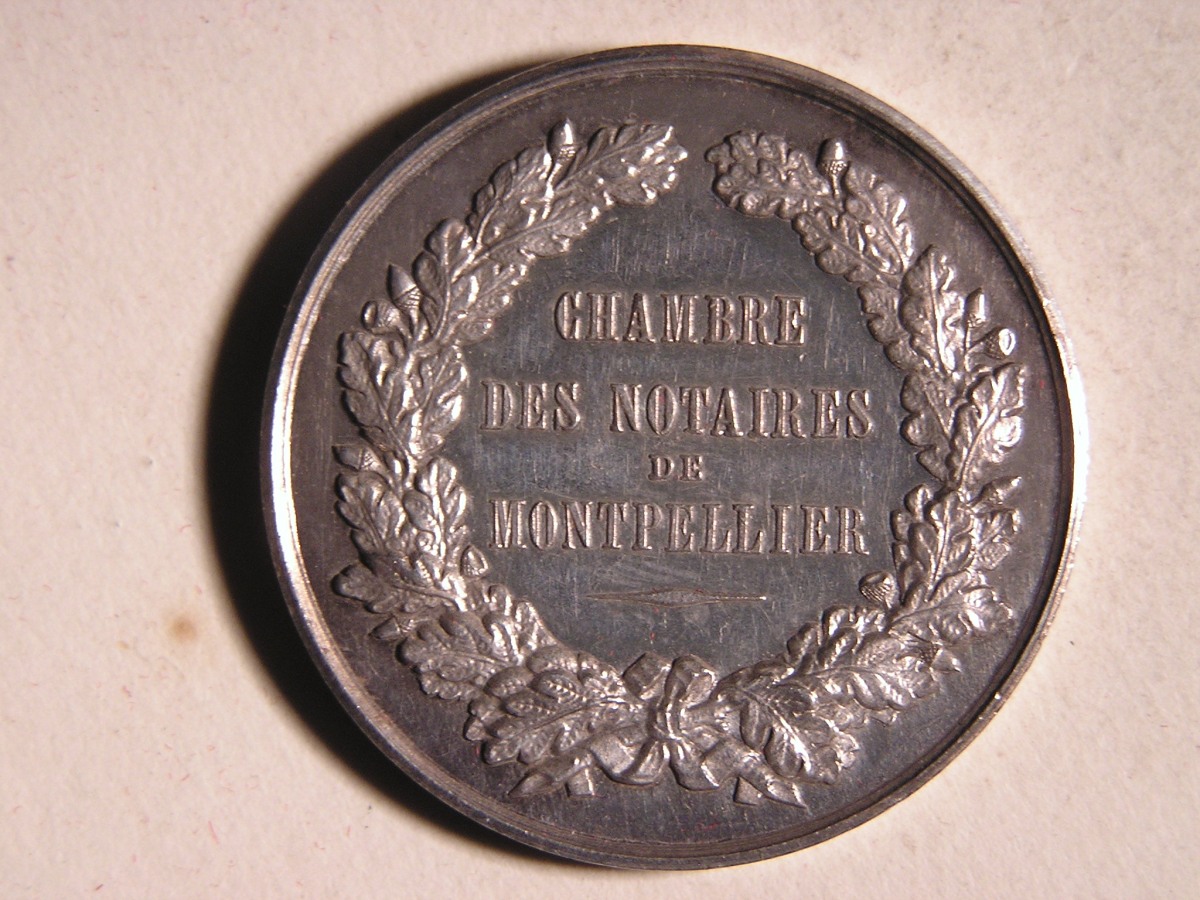 CHAMBRE
DES NOTAIRES
DE
MONTPELLIER